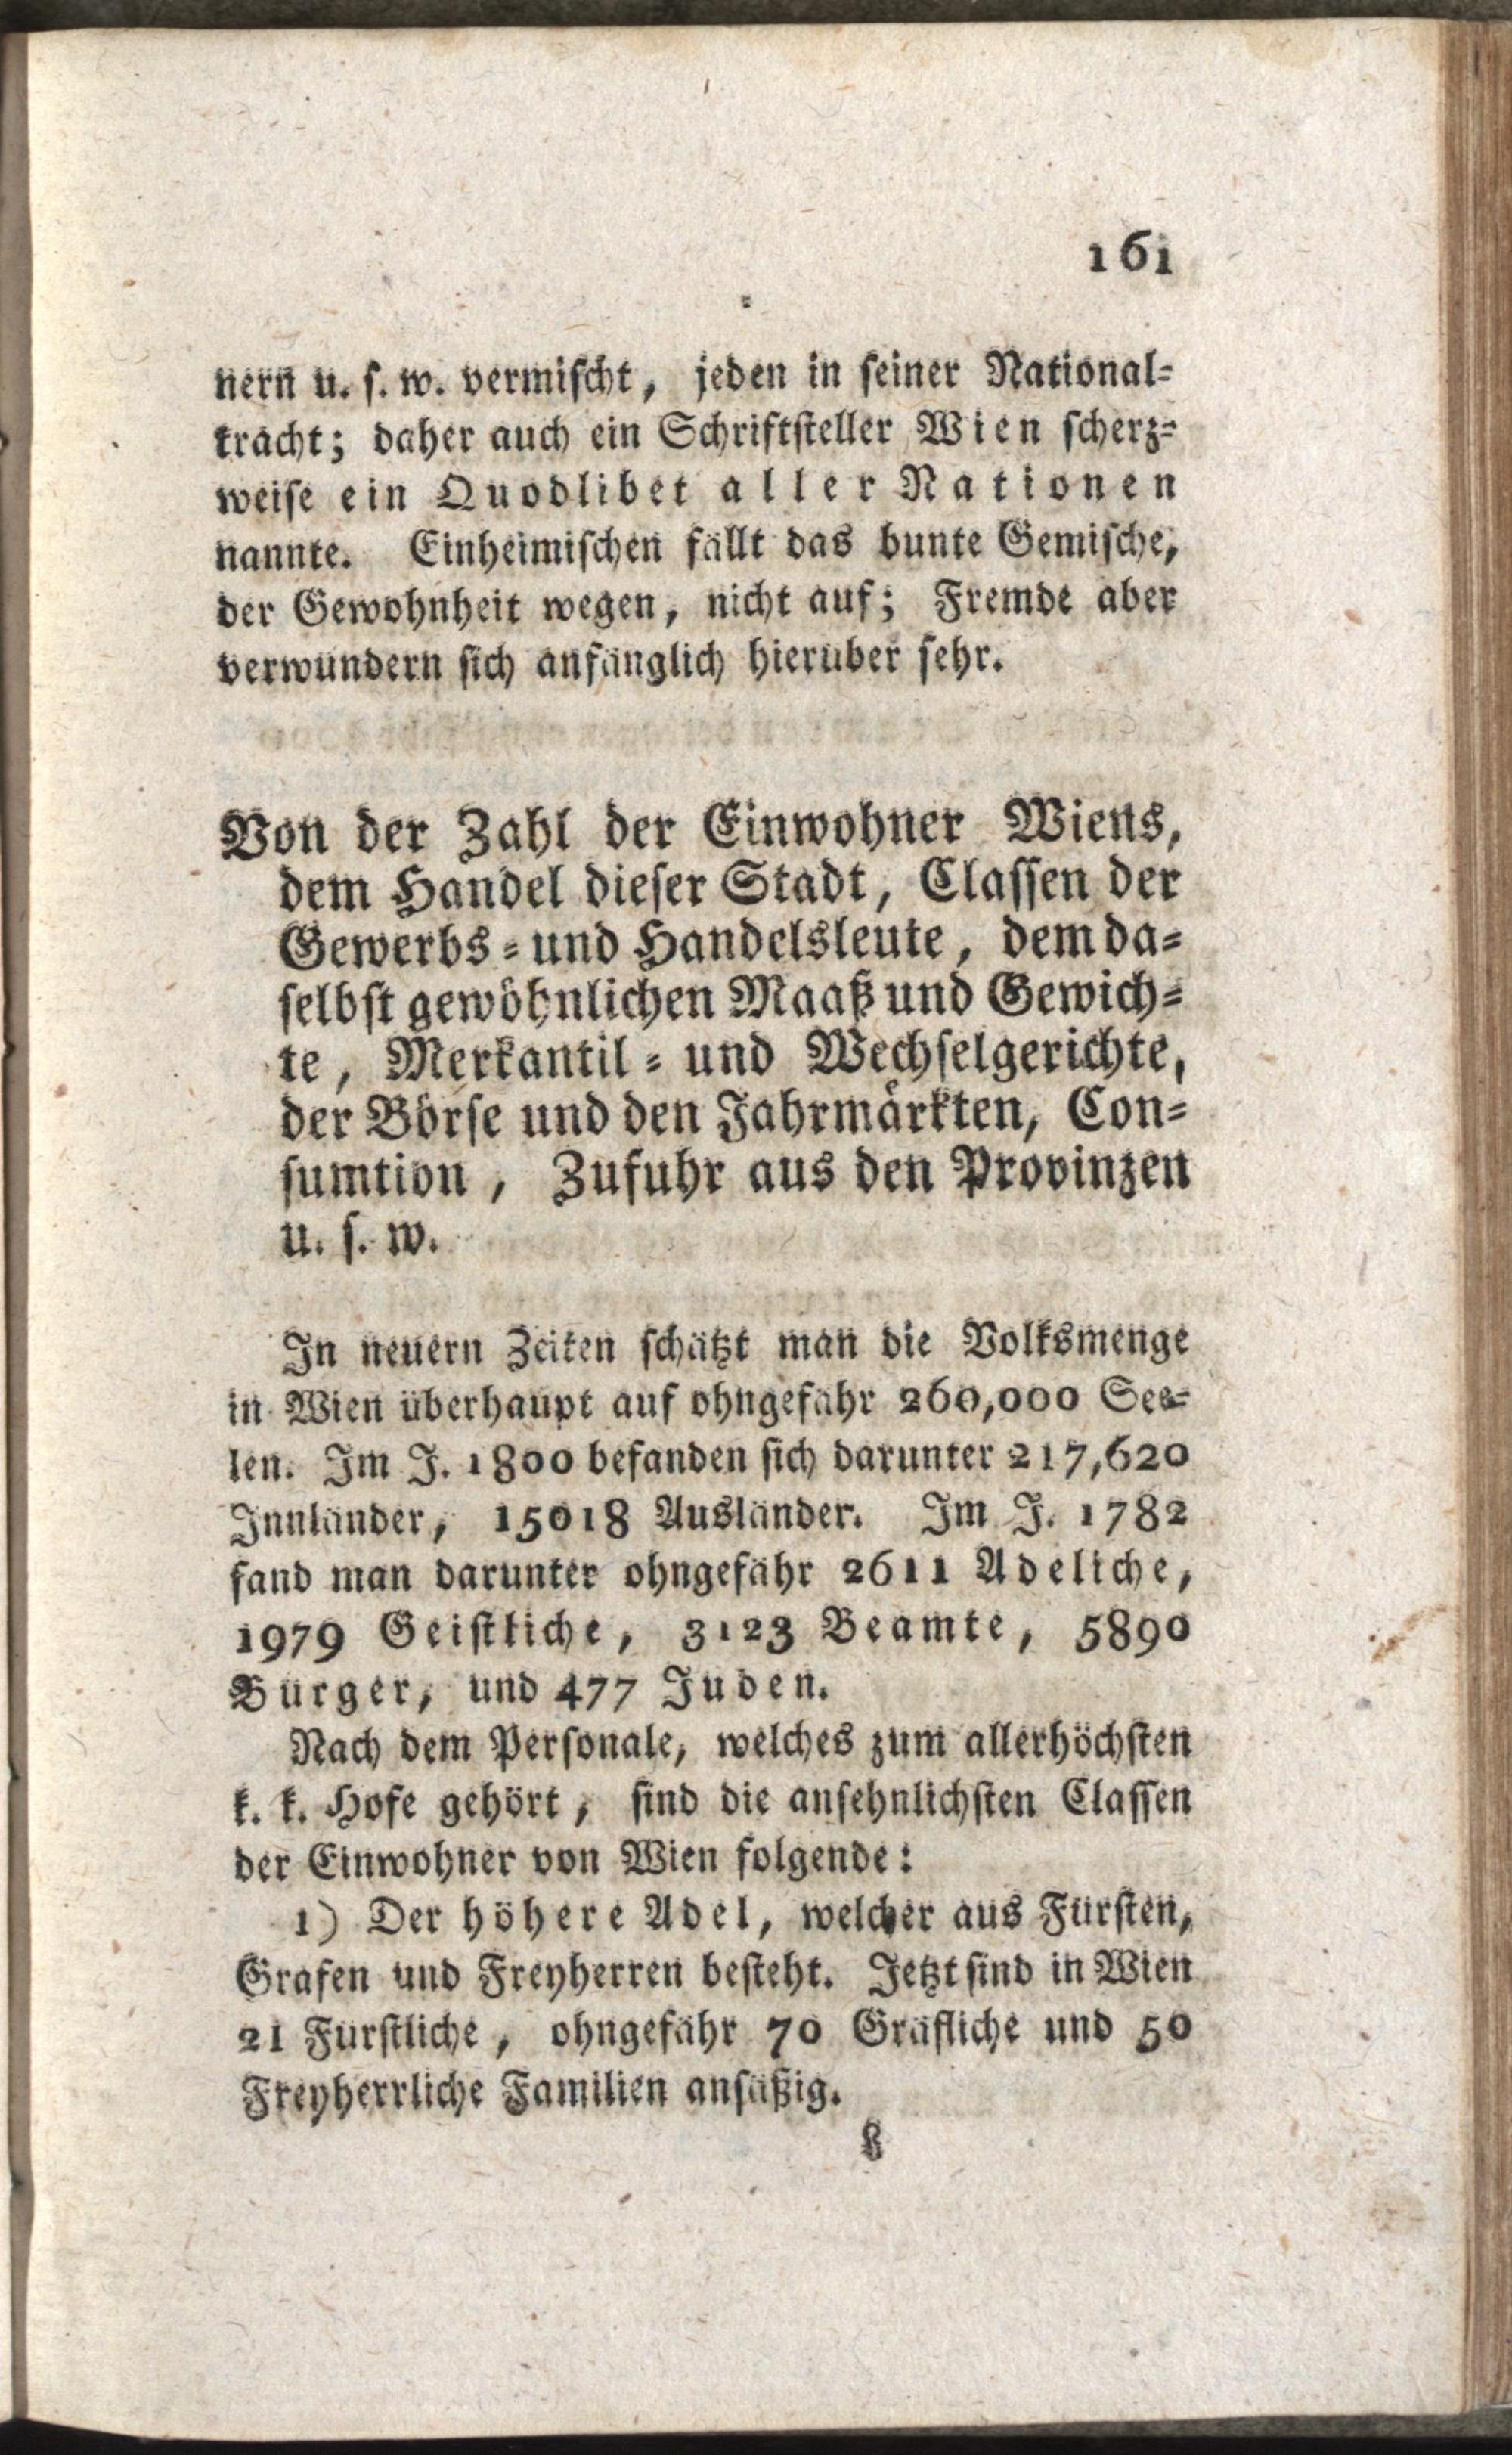 161
nern u. s. w. vermischt, jeden in seiner National-
tracht; daher auch ein Schriftsteller Wien scherz-
weise ein Quodlibet aller Nationen
nannte. Einheimischen fällt das bunte Gemische,
der Gewohnheit wegen, nicht auf; Fremde aber
verwundern sich anfänglich hierüber sehr.
Von der Zahl der Einwohner Wiens,
dem Handel dieser Stadt, Classen der
Gewerbs- und Handelsleute, dem da-
selbst gewöhnlichen Maaß und Gewich-
te, Merkantil- und Wechselgerichte,
der Börse und den Jahrmärkten, Con-
sumtion, Zufuhr aus den Provinzen
u. s. w.
In neuern Zeiten schätzt man die Volksmenge
in Wien überhaupt auf ohngefähr 260,000 See-
len. Im J. 1800 befanden sich darunter 217,620
Innländer, 15018 Ausländer. Im J. 1782
fand man darunter ohngefähr 2611 Adeliche,
1979 Geistliche, 3123 Beamte, 5890
Bürger, und 477 Juden.
Nach dem Personale, welches zum allerhöchsten
k. k. Hofe gehört, sind die ansehnlichsten Classen
der Einwohner von Wien folgende:
1) Der höhere Adel, welcher aus Fürsten,
Grafen und Freyherren besteht. Jetzt sind in Wien
21 Fürstliche, ohngefähr 70 Gräfliche und 50
Freyherrliche Familien ansäßig.
L